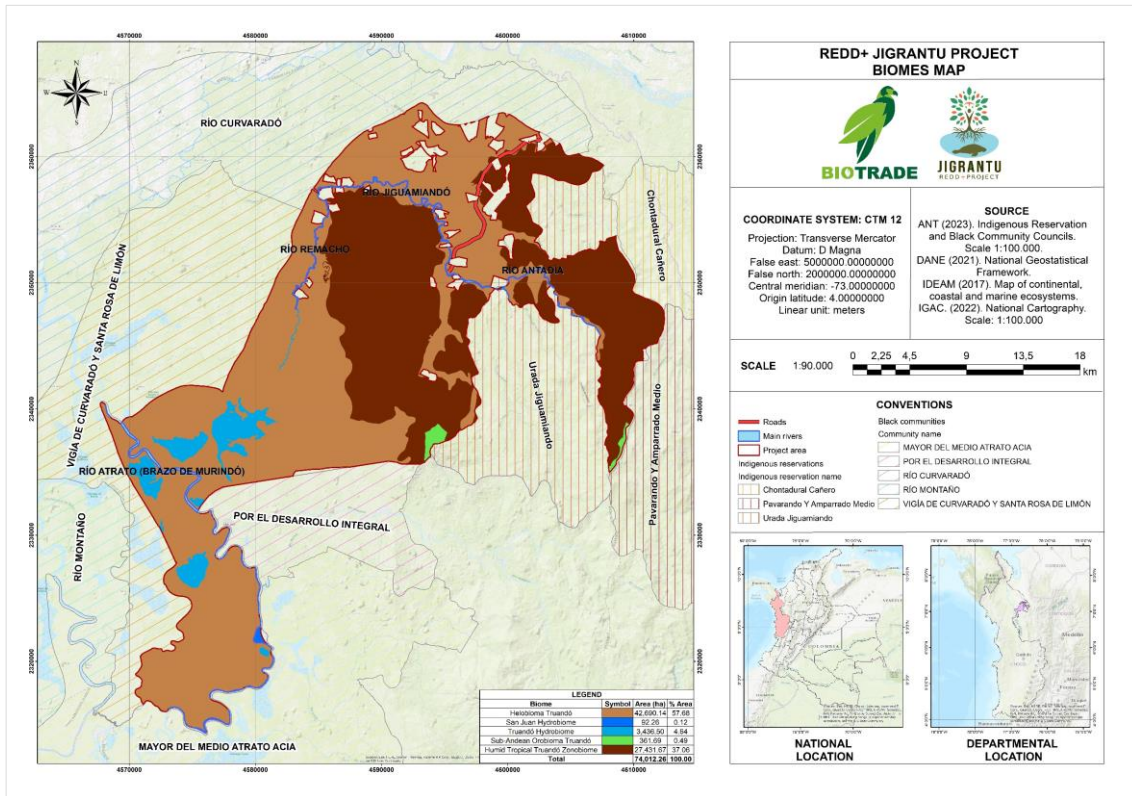 4570000
4580000
4590000
4600000
4610000
N
S
RÍO CURVARADÓ
2360000
2360000
RÍO JIGUAMIANDÓ
Chontadural Cañero
RÍO REMACHO
RÍO ANTADÍA
VIGÍA DE CURVARADÓ Y SANTA ROSA DE LIMÓN
2340000
2340000
Urada Jiguamiando
Pavarando Y Amparrado Medio
RÍO ATRATO (BRAZO DE MURINDÓ)
POR EL DESARROLLO INTEGRAL
2330000
2330000
RÍO MONTAÑO
2320000
2320000
MAYOR DEL MEDIO ATRATO ACIA
LEGEND
Biome Symbol Area (ha) % Area
Helobioma Truandó 42,690.14 57.68
San Juan Hydrobiome 92.26 0.12
Truandó Hydrobiome 3,436.50 4.64
Sub-Andean Orobioma Truandó 361.69 0.49
Humid Tropical Truandó Zonobiome 27,431.67 37.06
Total 74,012.26 100.00
4570000
4580000
4590000
4600000
4610000
REDD+ JIGRANTU PROJECT
BIOMES MAP
BIOTRADE
JIGRANTU
REDD+PROJECT
COORDINATE SYSTEM: CTM 12
Projection: Transverse Mercator
Datum: D Magna
False east: 5000000.00000000
False north: 2000000.00000000
Central meridian: -73.00000000
Origin latitude: 4.00000000
Linear unit: meters
SOURCE
ANT (2023). Indigenous Reservation
and Black Community Councils.
Scale 1:100.000.
DANE (2021). National Geostatistical
Framework.
IDEAM (2017). Map of continental,
coastal and marine ecosystems.
IGAC. (2022). National Cartography.
Scale: 1:100.000
SCALE 1:90.000
0 2,25 4,5 9 13,5 18
km
CONVENTIONS
Roads
Main rivers
Project area
Indigenous reservations
Indigenous reservation name
Chontadural Cañero
Pavarando Y Amparrado Medio
Urada Jiguamiando
Black communities
Community name
MAYOR DEL MEDIO ATRATO ACIA
POR EL DESARROLLO INTEGRAL
RÍO CURVARADÓ
RÍO MONTAÑO
VIGÍA DE CURVARADÓ Y SANTA ROSA DE LIMÓN
COLOMBIA
NATIONAL
LOCATION
DEPARTMENTAL
LOCATION